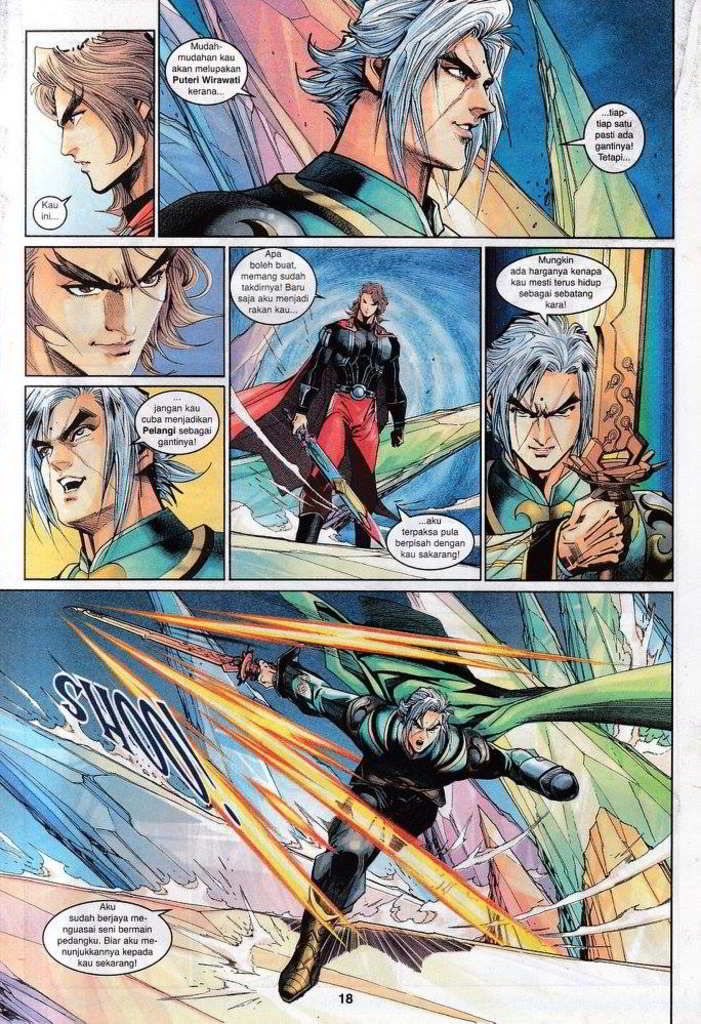 Kau
ini...
Mudah-
mudahan kau
akan melupakan
Puteri Wirawati
kerana...
...tiap-
tiap satu
pasti ada
gantinya!
Tetapi...
...
jangan kau
cuba menjadikan
Pelangi sebagai
gantinya!
Apa
boleh buat,
memang sudah
takdirnya! Baru
saja aku menjadi
rakan kau...
...aku
terpaksa pula
berpisah dengan
kau sakarang!
Mungkin
ada harganya kenapa
kau mesti terus hidup
sebagai sebatang
kara!
SHOOU!
Aku
sudah berjaya me-
nguasai seni bermain
pedangku. Biar aku me-
nunjukkannya kepada
kau sekarang!
18